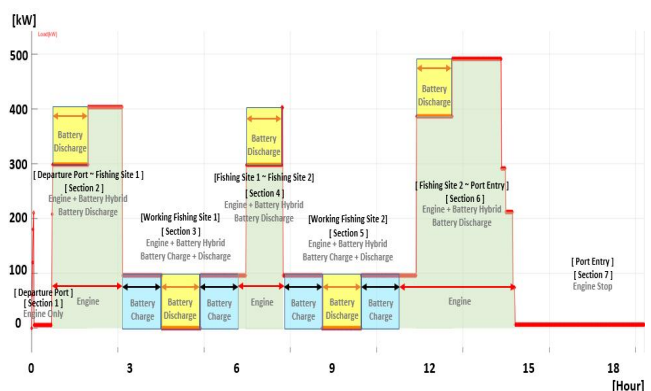 [kW]
Load(kW)
500
400
300
200
100
0
Battery
Discharge
Battery
Discharge
Battery
Discharge
[ Departure Port ~ Fishing Site 1 ]
[ Section 2 ]
Engine + Battery Hybrid
Battery Discharge
[Fishing Site 1 ~ Fishing Site 2]
[ Section 4 ]
Engine + Battery Hybrid
Battery Discharge
[ Fishing Site 2 ~ Port Entry ]
[ Section 6 ]
Engine + Battery Hybrid
Battery Discharge
[Working Fishing Site 1]
[ Section 3 ]
Engine + Battery Hybrid
Battery Charge + Discharge
[Working Fishing Site 2]
[ Section 5 ]
Engine + Battery Hybrid
Battery Charge + Discharge
[ Port Entry ]
[ Section 7 ]
Engine Stop
[ Departure Port ]
[ Section 1 ]
Engine Only
Engine
Battery
Charge
Battery
Discharge
Battery
Charge
Engine
Battery
Charge
Battery
Discharge
Battery
Charge
Engine
0 3 6 9 12 15 18
[Hour]